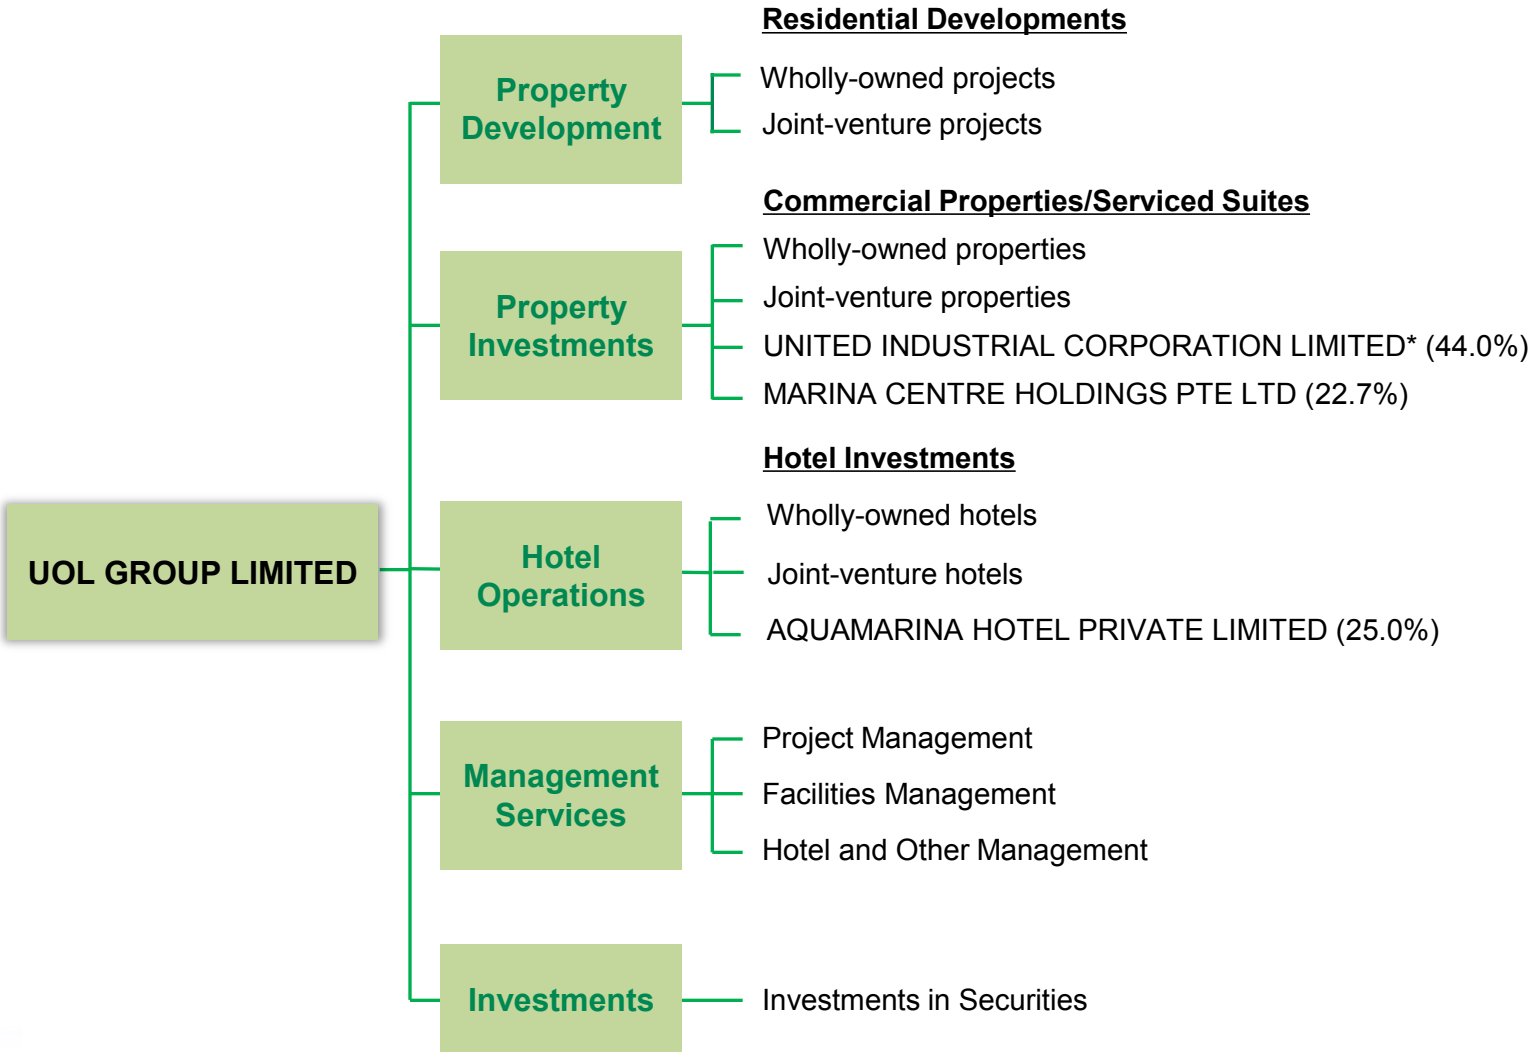 Residential Developments
Property
Development
Wholly-owned projects
Joint-venture projects
Commercial Properties/Serviced Suites
Property
Investments
Wholly-owned properties
Joint-venture properties
UNITED INDUSTRIAL CORPORATION LIMITED* (44.0%)
MARINA CENTRE HOLDINGS PTE LTD (22.7%)
Hotel Investments
UOL GROUP LIMITED
Hotel
Operations
Wholly-owned hotels
Joint-venture hotels
AQUAMARINA HOTEL PRIVATE LIMITED (25.0%)
Management
Services
Project Management
Facilities Management
Hotel and Other Management
Investments
Investments in Securities